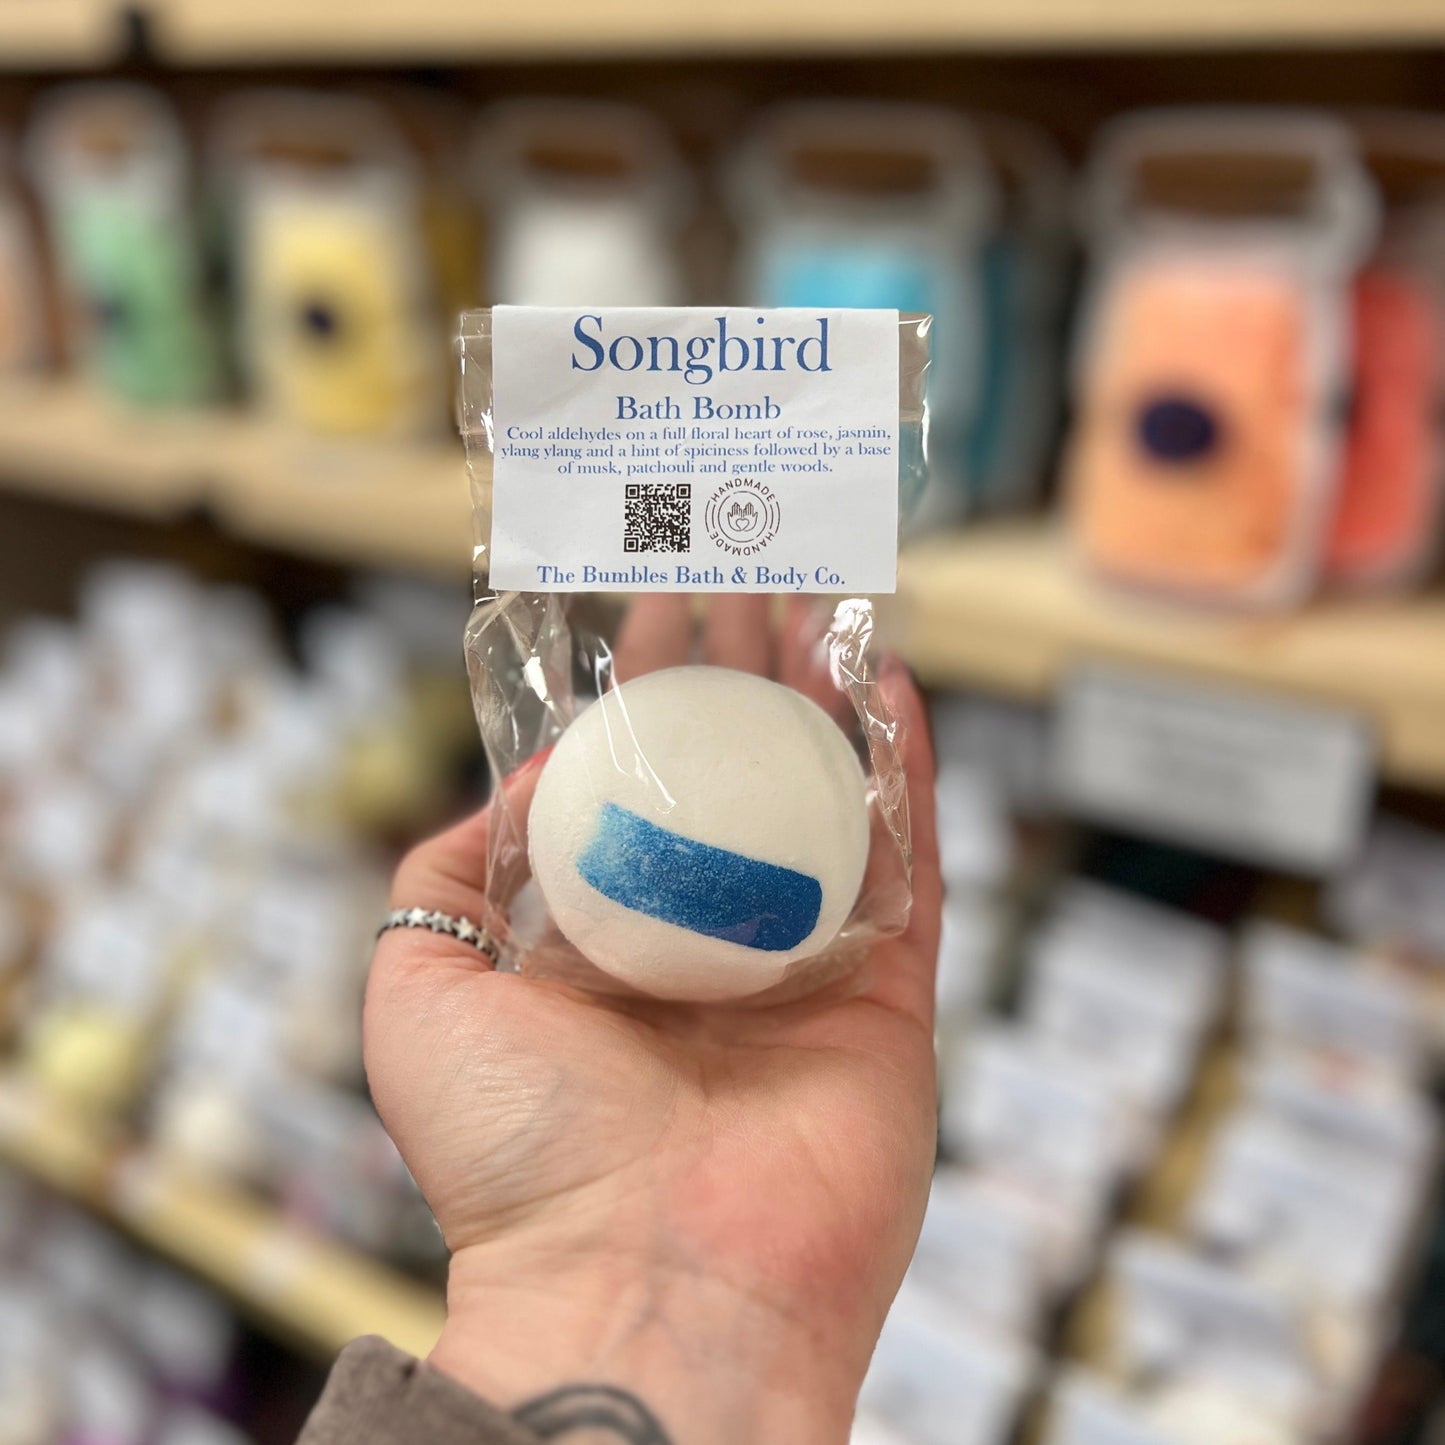 Songbird
Bath Bomb
Cool aldehydes on a full floral heart of rose, jasmin,
ylang ylang and a hint of spiciness followed by a base
of musk, patchouli and gentle woods.
HANDMADE
HANDMADE
The Bumbles Bath & Body Co.